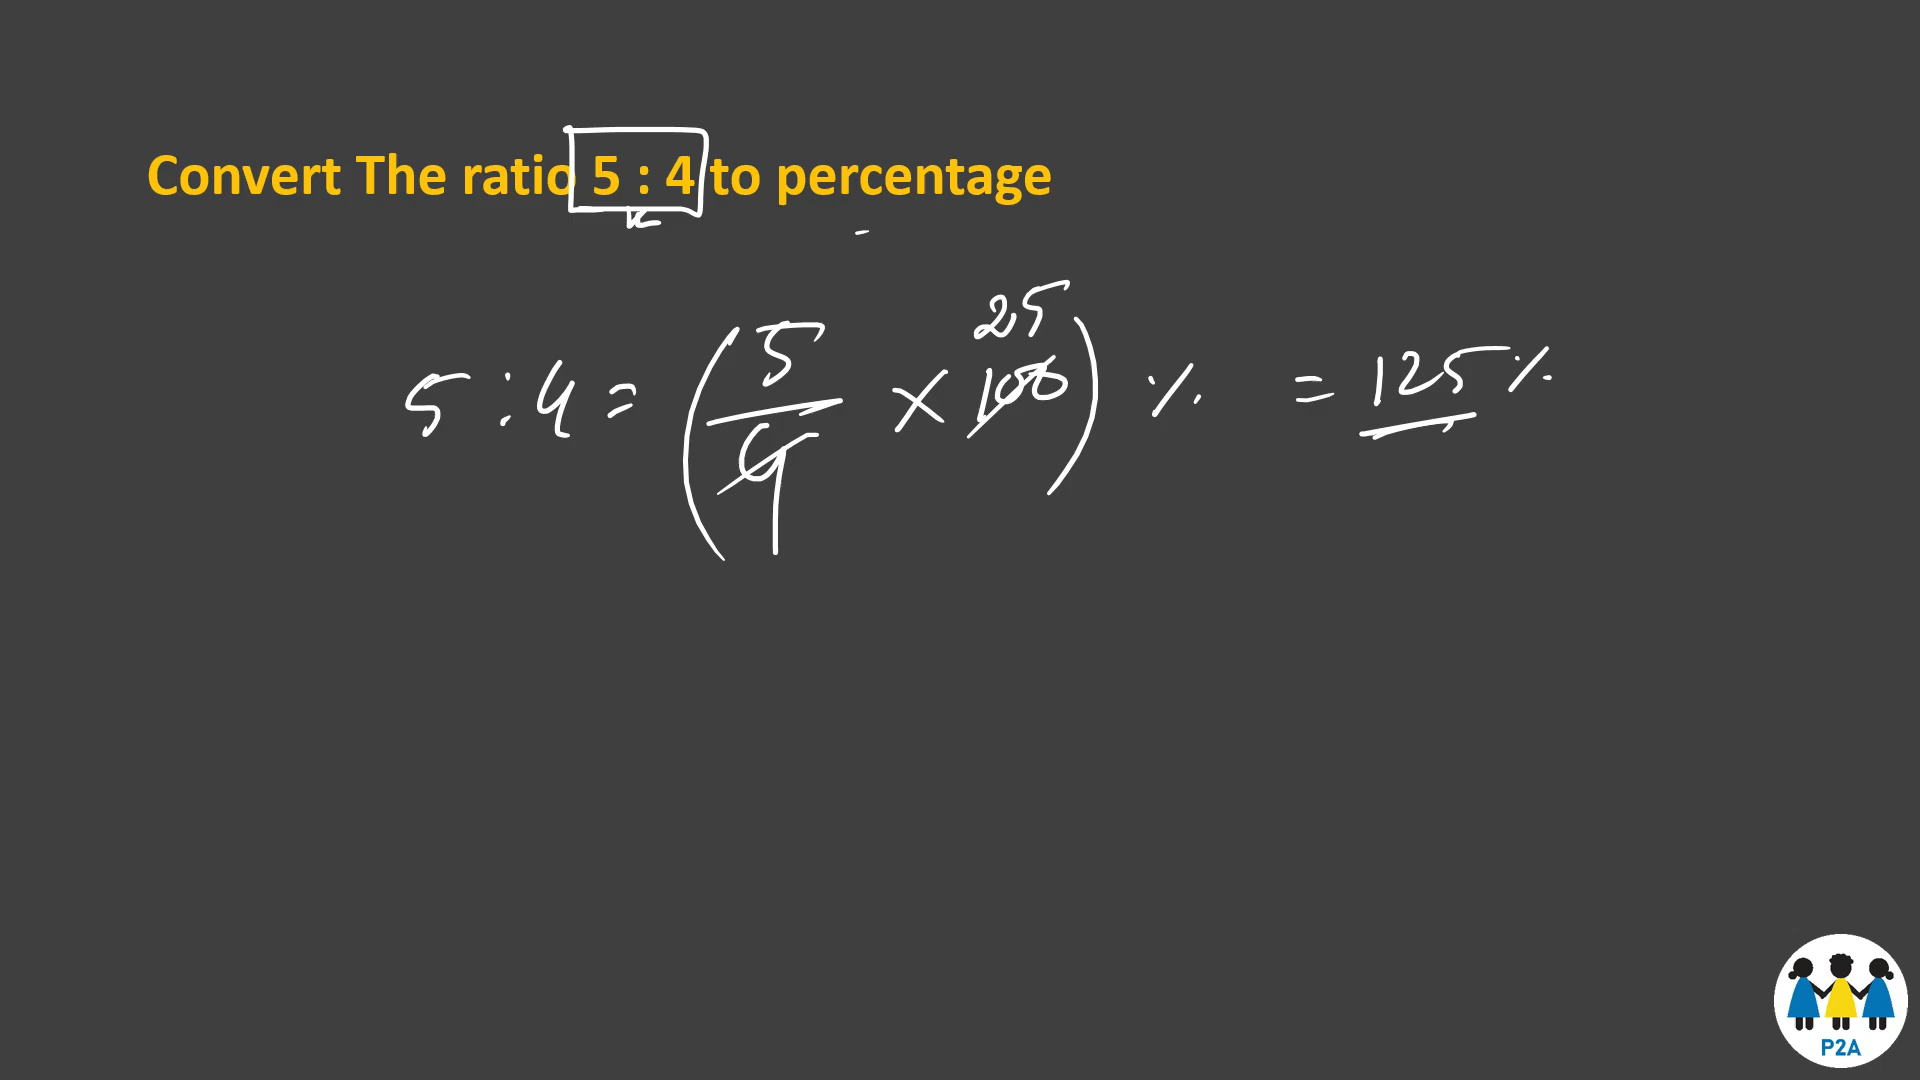 Convert The ratio 5 : 4 to percentage
25
5 : 4 = ( 5/4 × 100 ) % = 125 %
P2A